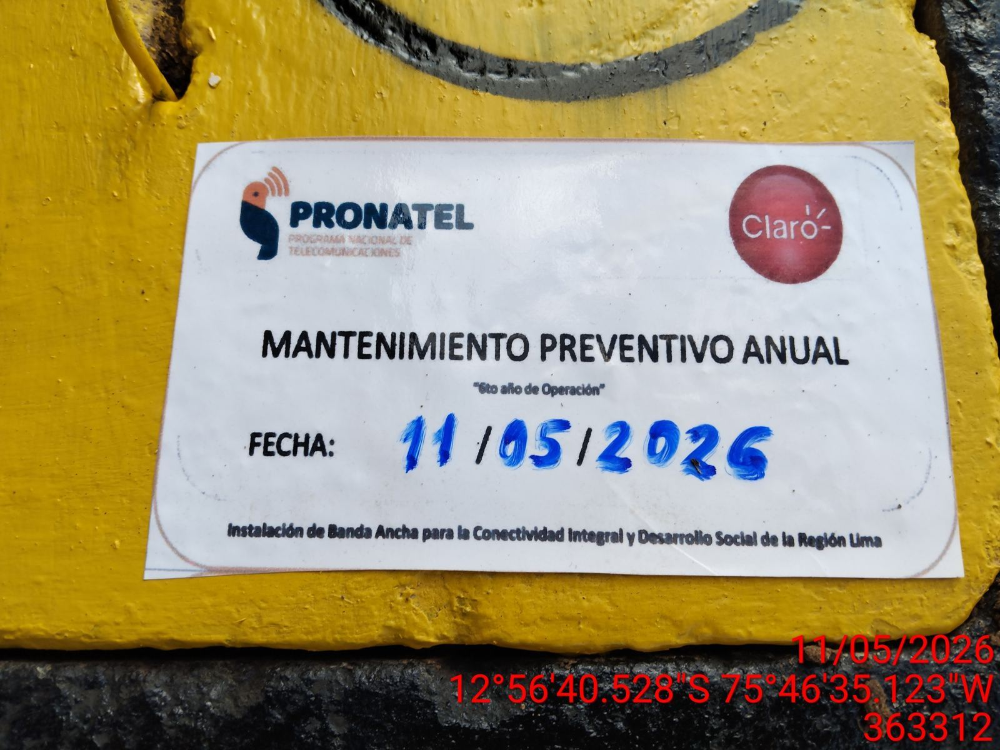 PRONATEL
PROGRAMA NACIONAL DE
TELECOMUNICACIONES
Claro
MANTENIMIENTO PREVENTIVO ANUAL
"6to año de Operación"
FECHA: 11/05/2026
Instalación de Banda Ancha para la Conectividad Integral y Desarrollo Social de la Región Lima
11/05/2026
12°56'40.528"S 75°46'35.123"W
363312